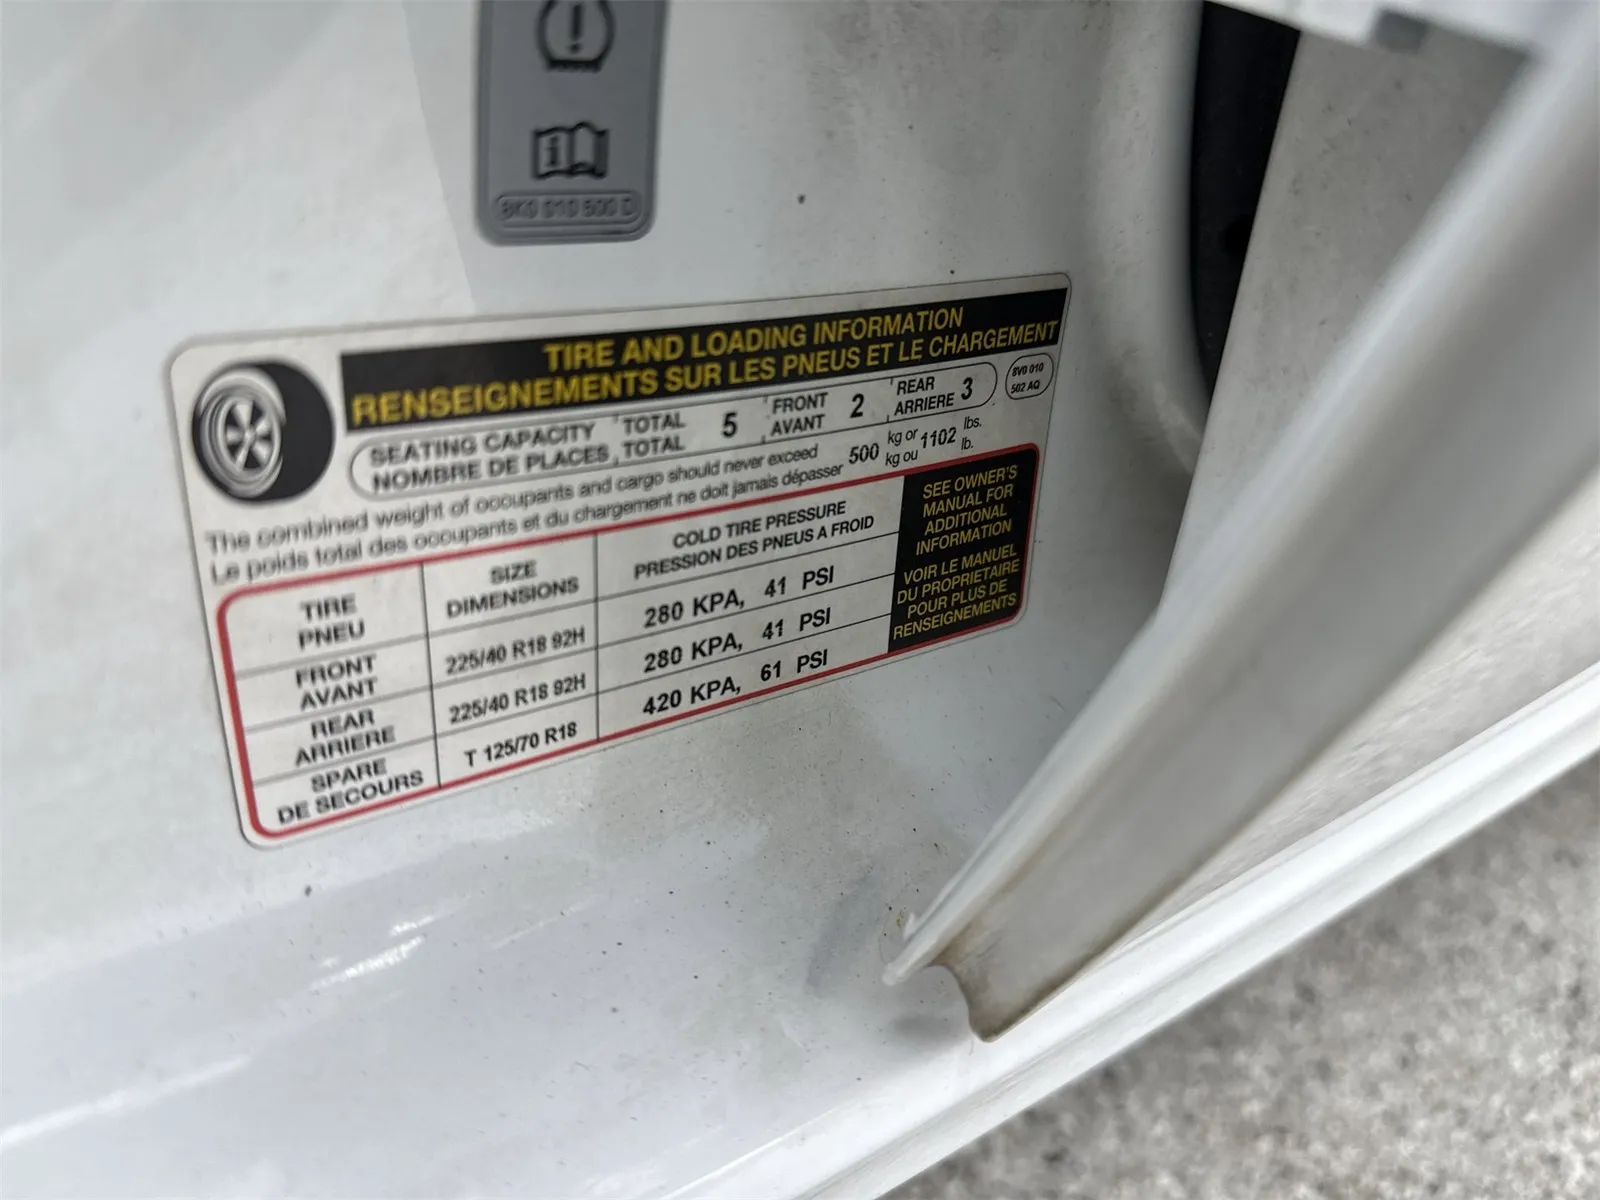 8K0 010 500 D
TIRE AND LOADING INFORMATION
RENSEIGNEMENTS SUR LES PNEUS ET LE CHARGEMENT
SEATING CAPACITY TOTAL 5 FRONT 2 REAR 3
NOMBRE DE PLACES TOTAL AVANT ARRIERE
8V0 010
502 AQ
The combined weight of occupants and cargo should never exceed 500 kg or 1102 lbs.
Le poids total des occupants et du chargement ne doit jamais dépasser kg ou lb.
TIRE SIZE COLD TIRE PRESSURE
PNEU DIMENSIONS PRESSION DES PNEUS A FROID
FRONT 225/40 R18 92H 280 KPA, 41 PSI
AVANT
REAR 225/40 R18 92H 280 KPA, 41 PSI
ARRIERE
SPARE T 125/70 R18 420 KPA, 61 PSI
DE SECOURS
SEE OWNER'S
MANUAL FOR
ADDITIONAL
INFORMATION
VOIR LE MANUEL
DU PROPRIETAIRE
POUR PLUS DE
RENSEIGNEMENTS